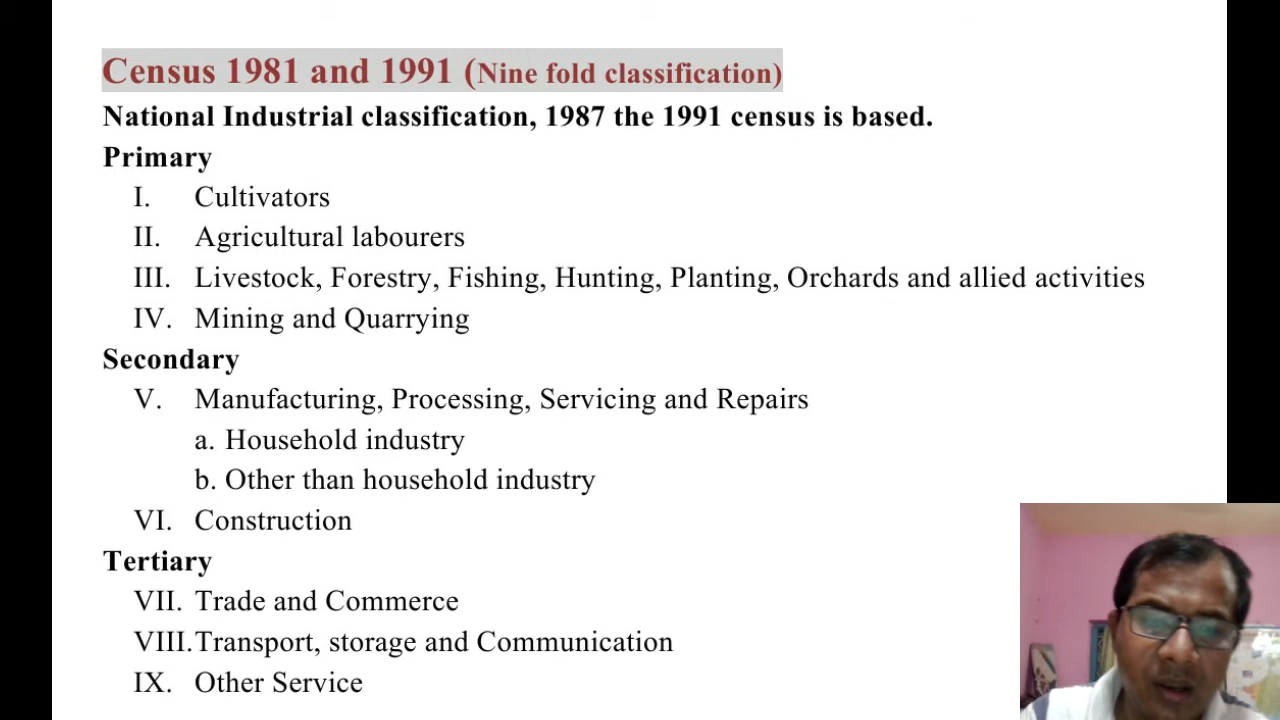 Census 1981 and 1991 (Nine fold classification)
National Industrial classification, 1987 the 1991 census is based.
Primary
I. Cultivators
II. Agricultural labourers
III. Livestock, Forestry, Fishing, Hunting, Planting, Orchards and allied activities
IV. Mining and Quarrying
Secondary
V. Manufacturing, Processing, Servicing and Repairs
a. Household industry
b. Other than household industry
VI. Construction
Tertiary
VII. Trade and Commerce
VIII. Transport, storage and Communication
IX. Other Service